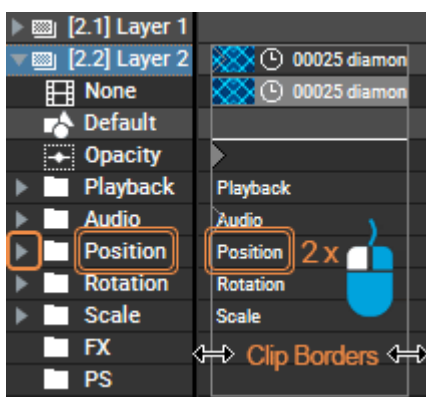 [2.1] Layer 1
[2.2] Layer 2 00025 diamon
None 00025 diamon
Default
Opacity
Playback Playback
Audio Audio
Position Position 2 x
Rotation Rotation
Scale Scale
FX Clip Borders
PS